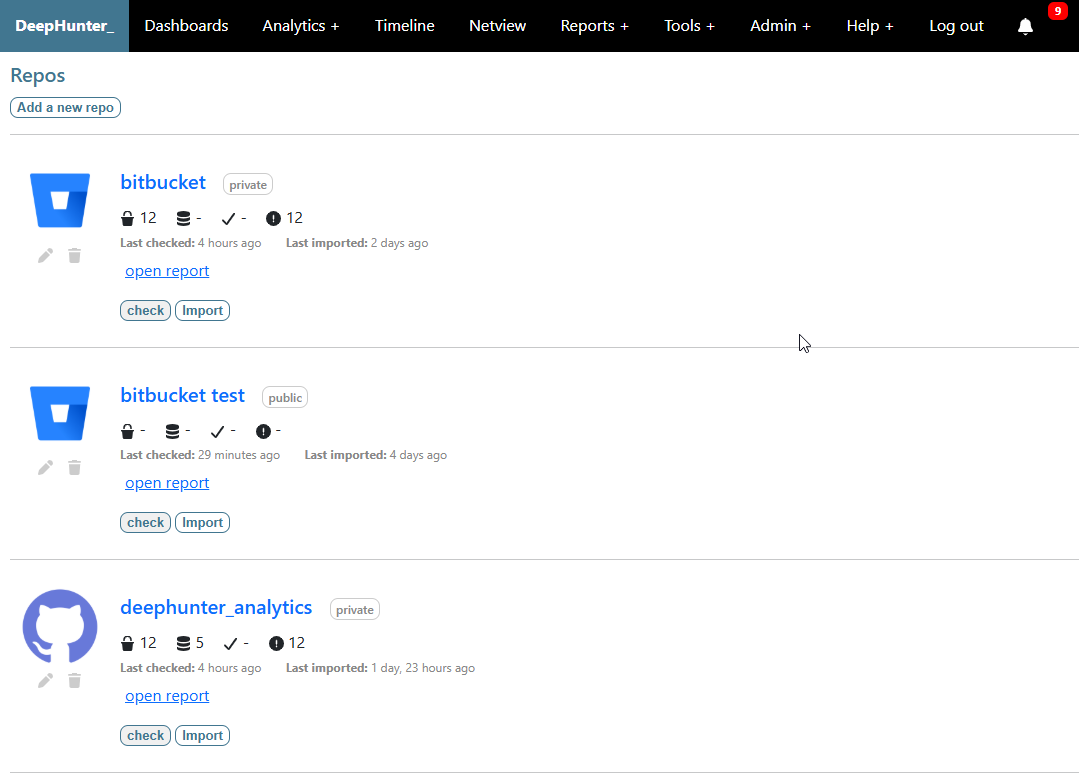 DeepHunter_ Dashboards Analytics + Timeline Netview Reports + Tools + Admin + Help + Log out 9
Repos
Add a new repo
bitbucket private
12 - - 12
Last checked: 4 hours ago Last imported: 2 days ago
open report
check Import
bitbucket test public
- - - -
Last checked: 29 minutes ago Last imported: 4 days ago
open report
check Import
deephunter_analytics private
12 5 - 12
Last checked: 4 hours ago Last imported: 1 day, 23 hours ago
open report
check Import